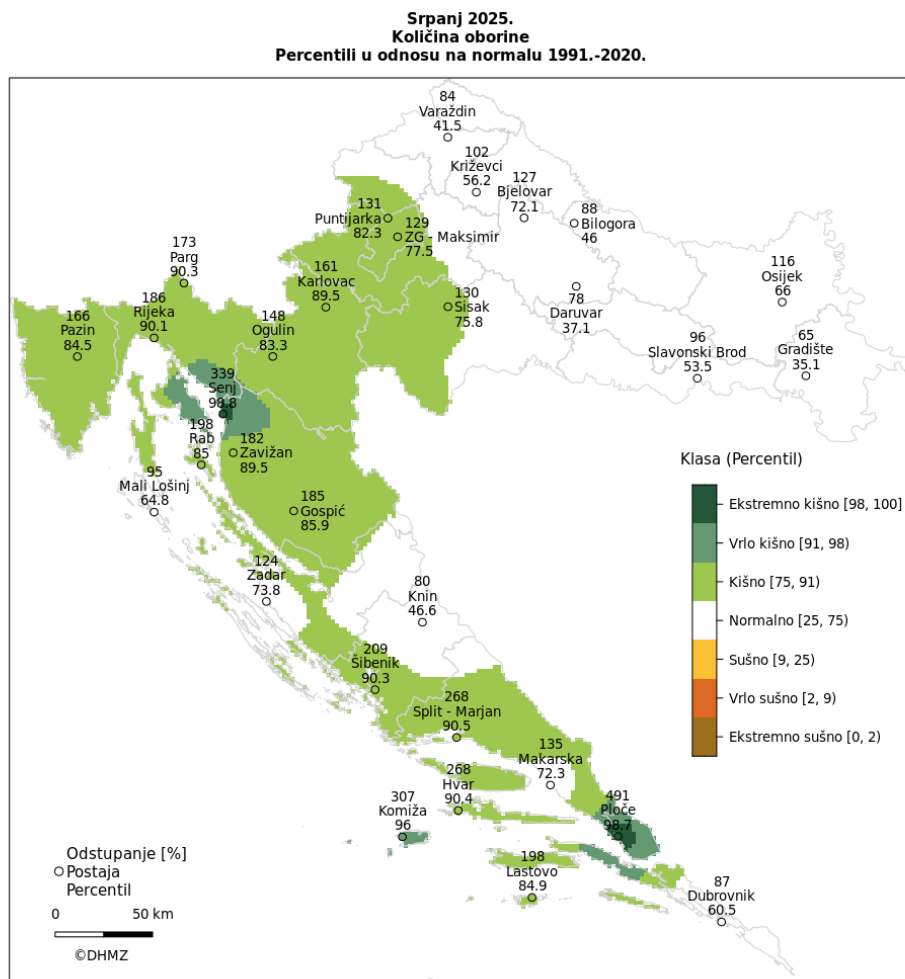 Srpanj 2025.
Količina oborine
Percentili u odnosu na normalu 1991.-2020.
84
Varaždin
41.5
102
Križevci
56.2
127
Bjelovar
72.1
88
Bilogora
46
131
Puntijarka
82.3
129
ZG - Maksimir
77.5
173
Parg
90.3
161
Karlovac
89.5
116
Osijek
66
186
Rijeka
90.1
130
Sisak
75.8
78
Daruvar
37.1
166
Pazin
84.5
148
Ogulin
83.3
96
Slavonski Brod
53.5
65
Gradište
35.1
339
Senj
98.8
198
Rab
85
182
Zavižan
89.5
95
Mali Lošinj
64.8
185
Gospić
85.9
124
Zadar
73.8
80
Knin
46.6
209
Šibenik
90.3
268
Split - Marjan
90.5
135
Makarska
72.3
268
Hvar
90.4
307
Komiža
96
491
Ploče
98.7
198
Lastovo
84.9
87
Dubrovnik
60.5
Klasa (Percentil)
Ekstremno kišno [98, 100]
Vrlo kišno [91, 98)
Kišno [75, 91)
Normalno [25, 75)
Sušno [9, 25)
Vrlo sušno [2, 9)
Ekstremno sušno [0, 2)
Odstupanje [%]
Postaja
Percentil
0 50 km
©DHMZ